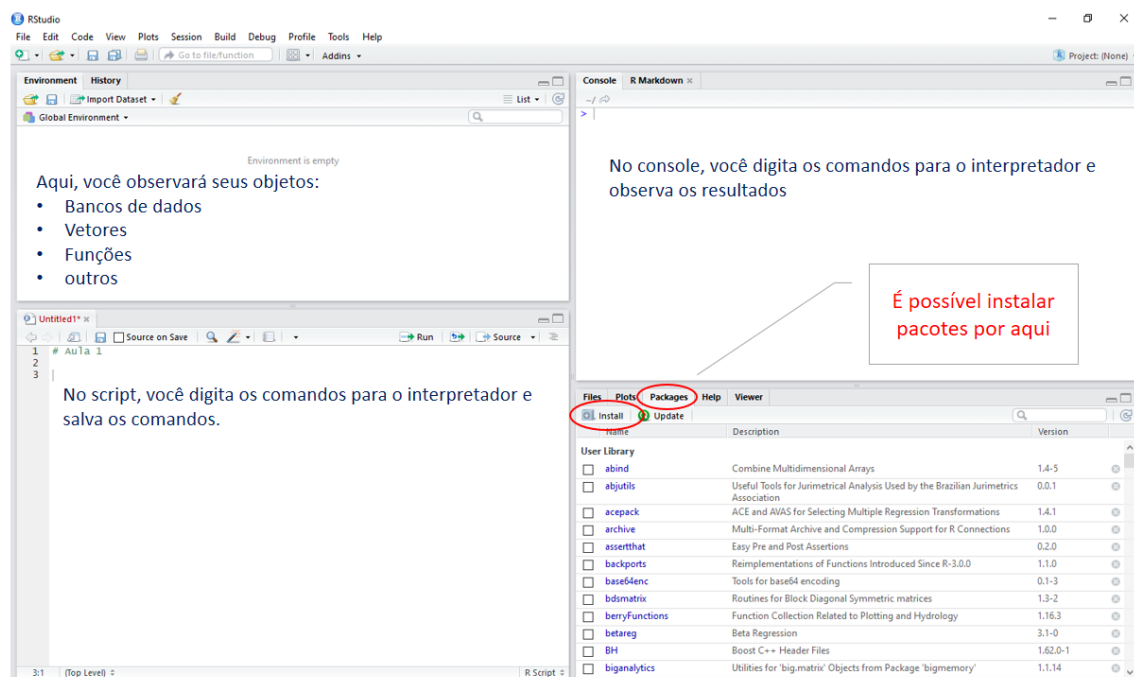 RStudio
File Edit Code View Plots Session Build Debug Profile Tools Help
Go to file/function Addins Project: (None)
Environment History
Import Dataset List
Global Environment
Environment is empty
Aqui, você observará seus objetos:
• Bancos de dados
• Vetores
• Funções
• outros
Console R Markdown
~/
>
No console, você digita os comandos para o interpretador e
observa os resultados
É possível instalar
pacotes por aqui
Untitled1*
Source on Save Run Source
1 # Aula 1
2
3
No script, você digita os comandos para o interpretador e
salva os comandos.
3:1 (Top Level) R Script
Files Plots Packages Help Viewer
Install Update
Name Description Version
User Library
abind Combine Multidimensional Arrays 1.4-5
abjutils Useful Tools for Jurimetrical Analysis Used by the Brazilian Jurimetrics 0.0.1
Association
acepack ACE and AVAS for Selecting Multiple Regression Transformations 1.4.1
archive Multi-Format Archive and Compression Support for R Connections 1.0.0
assertthat Easy Pre and Post Assertions 0.2.0
backports Reimplementations of Functions Introduced Since R-3.0.0 1.1.0
base64enc Tools for base64 encoding 0.1-3
bdsmatrix Routines for Block Diagonal Symmetric matrices 1.3-2
berryFunctions Function Collection Related to Plotting and Hydrology 1.16.3
betareg Beta Regression 3.1-0
BH Boost C++ Header Files 1.62.0-1
biganalytics Utilities for 'big.matrix' Objects from Package 'bigmemory' 1.1.14